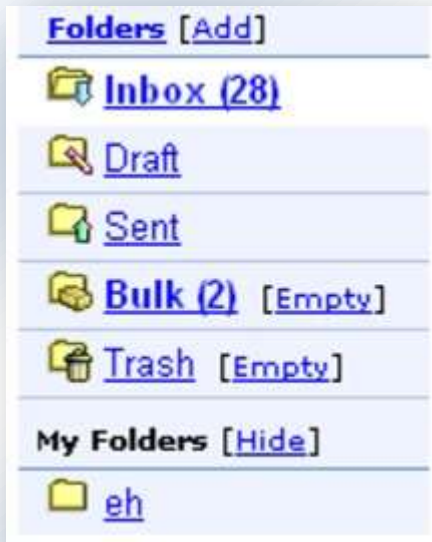 Folders [Add]
Inbox (28)
Draft
Sent
Bulk (2) [Empty]
Trash [Empty]
My Folders [Hide]
eh